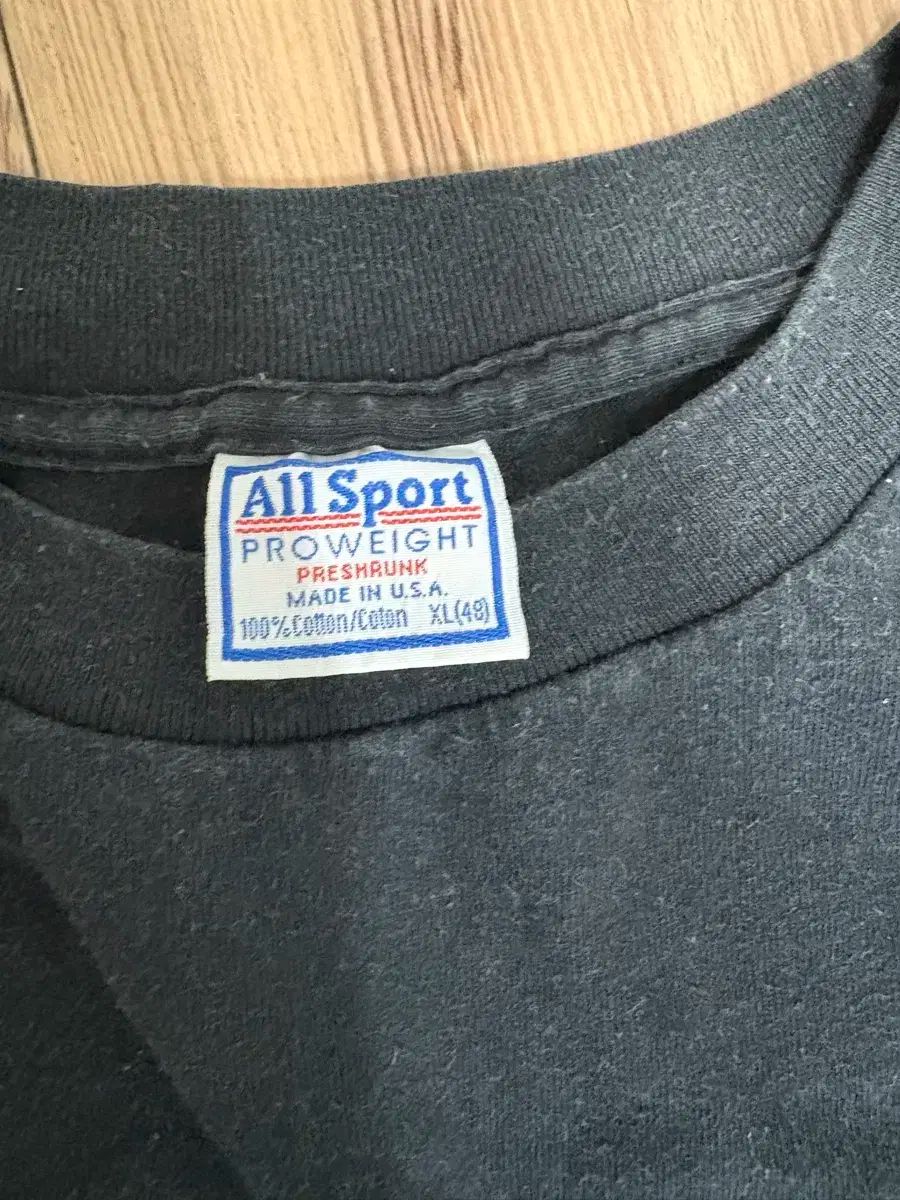 All Sport
PROWEIGHT
PRESHRUNK
MADE IN U.S.A.
100% Cotton/Coton XL(48)